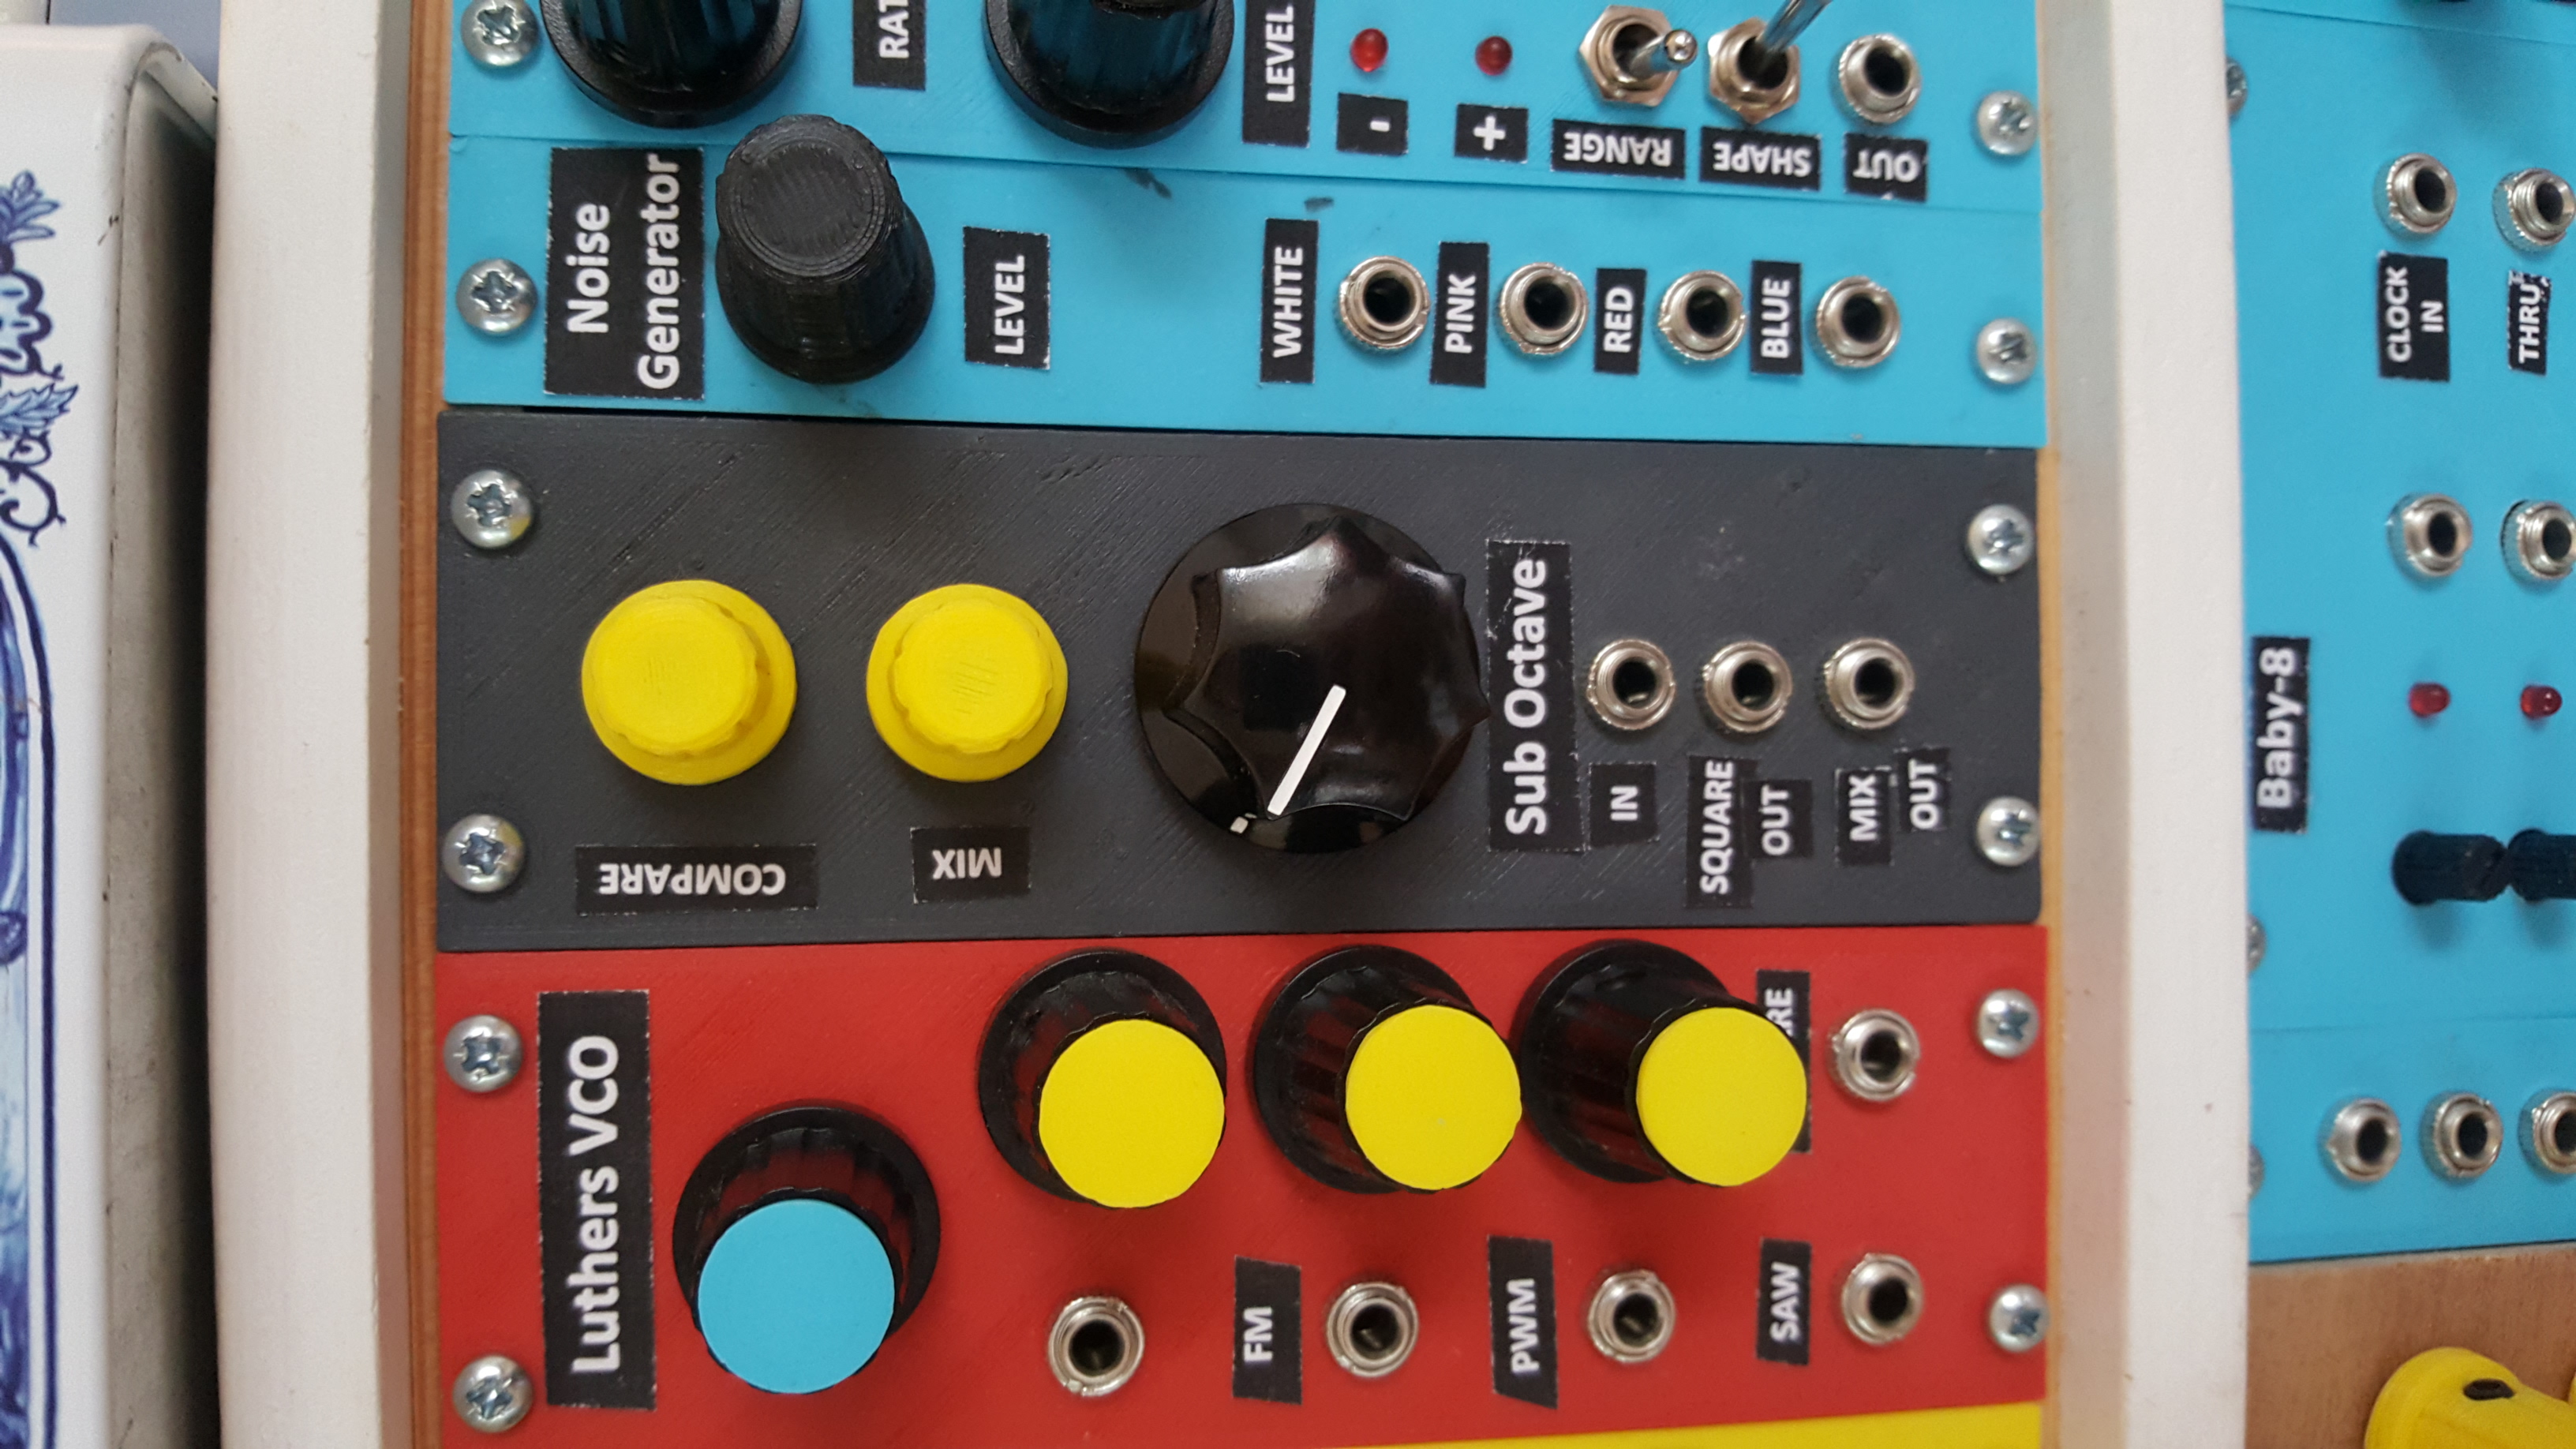 Luthers VCO
FM
PWM
SAW
COMPARE
MIX
Sub Octave
IN
SQUARE
OUT
MIX
OUT
Noise
Generator
LEVEL
WHITE
PINK
RED
BLUE
LEVEL
-
+
RANGE
SHAPE
OUT
Baby-8
CLOCK
IN
THRU